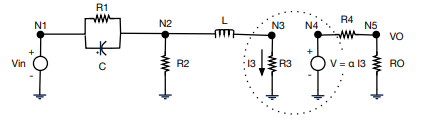 R1
N1
N2
L
N3
N4
R4
N5
VO
+
Vin
-
C
R2
I3
R3
+
V = α I3
-
RO